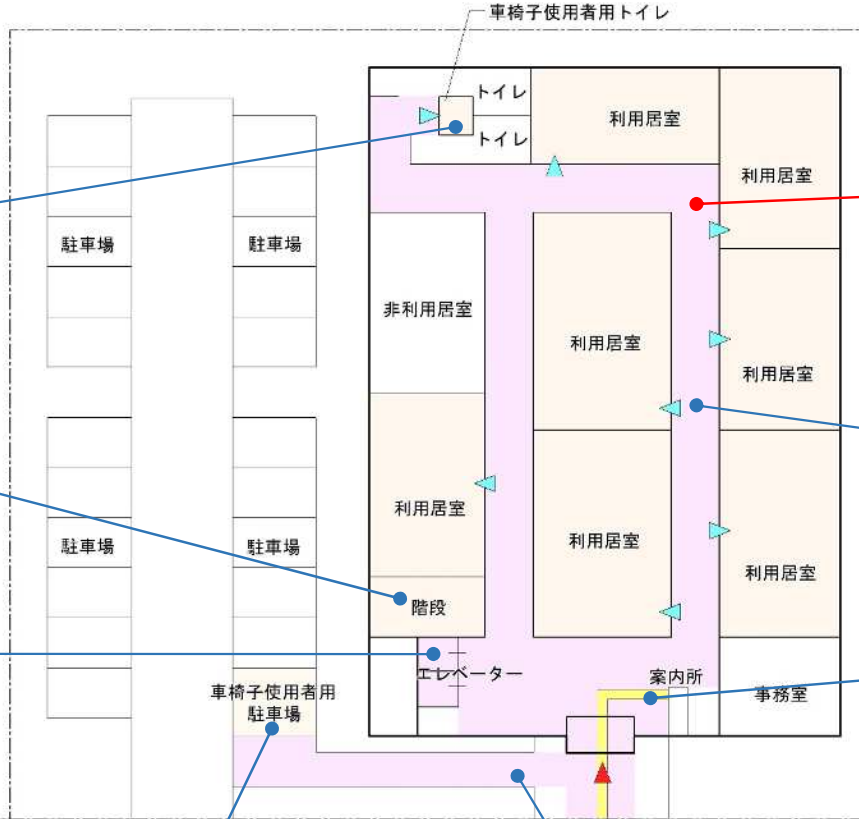 車椅子使用者用トイレ
トイレ
利用居室
トイレ
利用居室
駐車場
駐車場
非利用居室
利用居室
利用居室
利用居室
利用居室
駐車場
駐車場
利用居室
階段
エレベーター
案内所
車椅子使用者用
駐車場
事務室